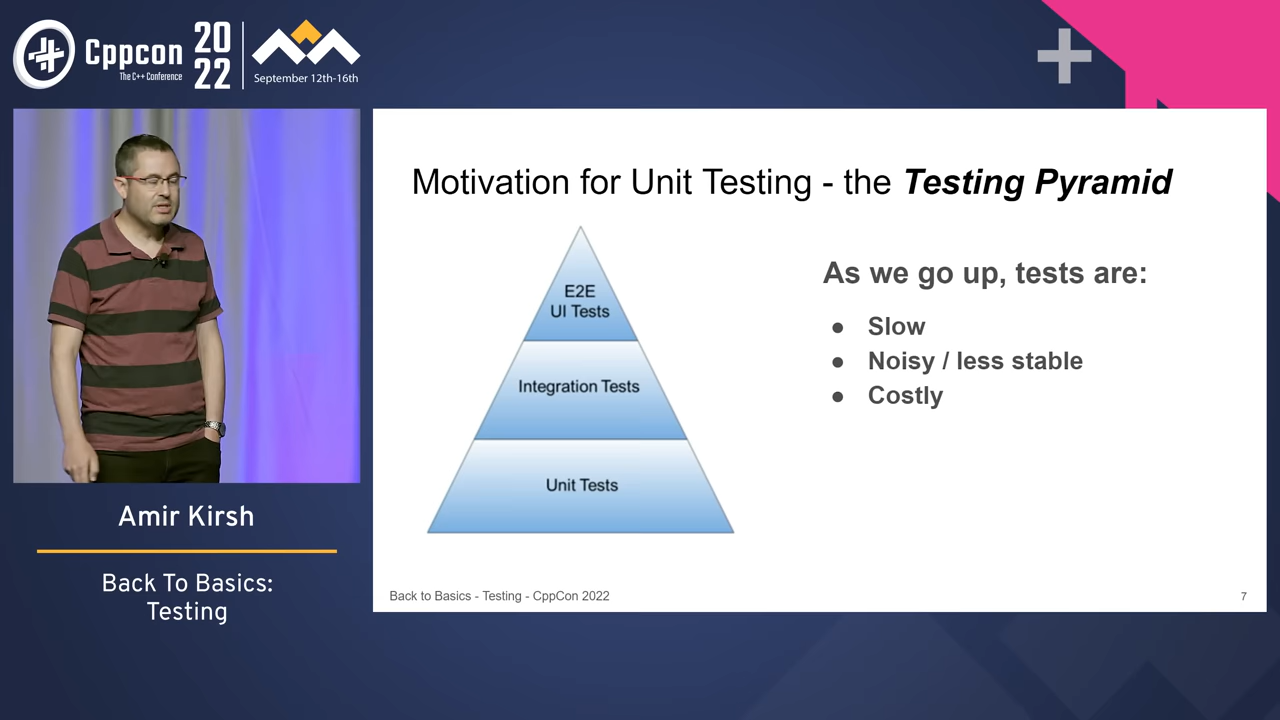 Cppcon
The C++ Conference
20
22
September 12th-16th
Motivation for Unit Testing - the Testing Pyramid
E2E
UI Tests
Integration Tests
Unit Tests
As we go up, tests are:
● Slow
● Noisy / less stable
● Costly
Back to Basics - Testing - CppCon 2022
7
Amir Kirsh
Back To Basics:
Testing